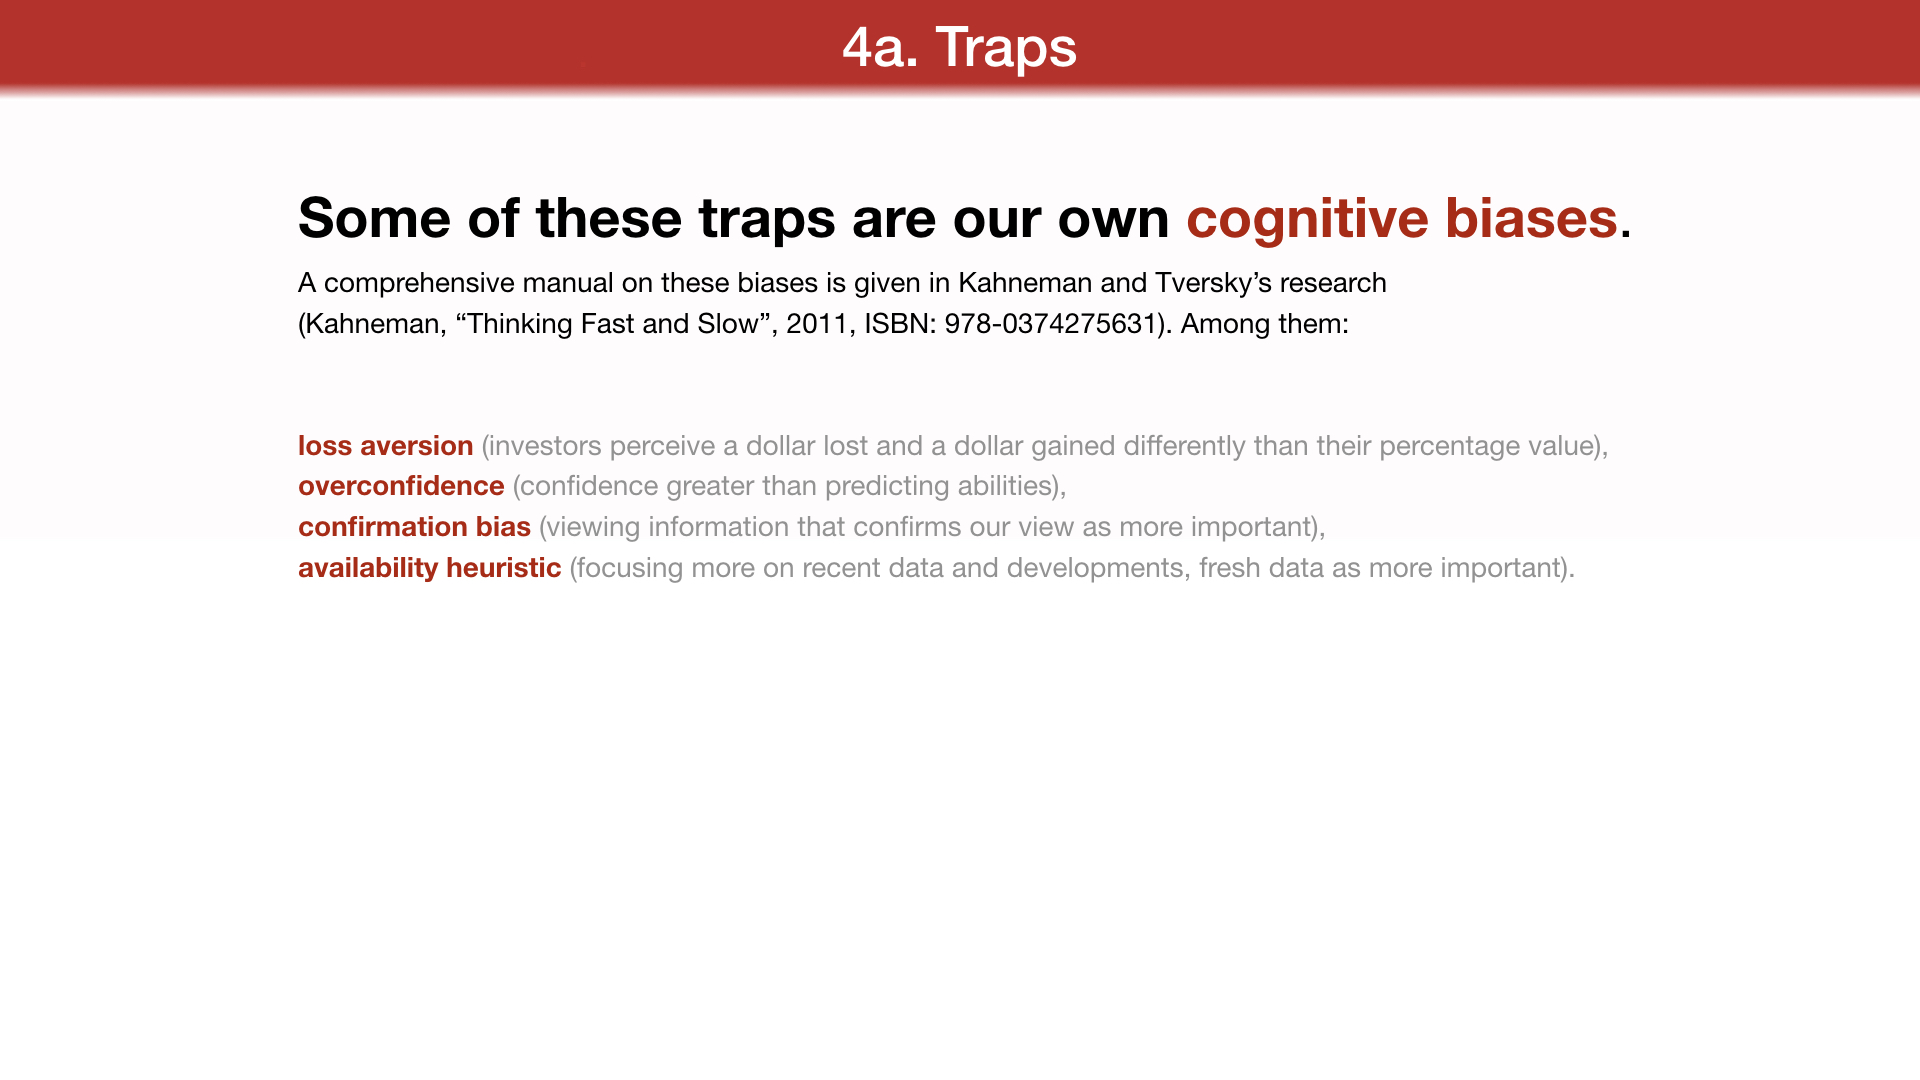 4a. Traps
Some of these traps are our own cognitive biases.
A comprehensive manual on these biases is given in Kahneman and Tversky’s research
(Kahneman, “Thinking Fast and Slow”, 2011, ISBN: 978-0374275631). Among them:
loss aversion (investors perceive a dollar lost and a dollar gained differently than their percentage value),
overconfidence (confidence greater than predicting abilities),
confirmation bias (viewing information that confirms our view as more important),
availability heuristic (focusing more on recent data and developments, fresh data as more important).